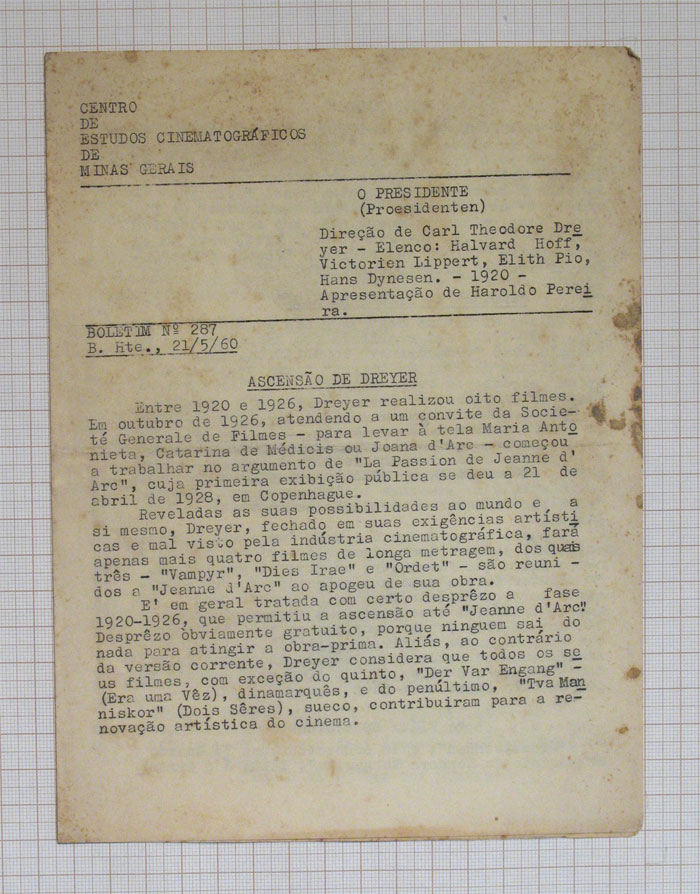 CENTRO
DE
ESTUDOS CINEMATOGRÁFICOS
DE
MINAS GERAIS
O PRESIDENTE
(Proesidenten)
Direção de Carl Theodore Dre
yer - Elenco: Halvard Hoff,
Victorien Lippert, Elith Pio,
Hans Dynesen. - 1920 -
Apresentação de Haroldo Perei
ra.
BOLETIM Nº 287
B. Hte., 21/5/60
ASCENSÃO DE DREYER
Entre 1920 e 1926, Dreyer realizou oito filmes.
Em outubro de 1926, atendendo a um convite da Socie-
té Generale de Filmes - para levar à tela Maria Anto
nieta, Catarina de Médicis ou Joana d'Arc - começou
a trabalhar no argumento de "La Passion de Jeanne d'
Arc", cuja primeira exibição pública se deu a 21 de
abril de 1928, em Copenhague.
Reveladas as suas possibilidades ao mundo e a
si mesmo, Dreyer, fechado em suas exigências artísti
cas e mal visto pela indústria cinematográfica, fará
apenas mais quatro filmes de longa metragem, dos quais
três - "Vampyr", "Dies Irae" e "Ordet" - são reuni -
dos a "Jeanne d'Arc" ao apogeu de sua obra.
E' em geral tratada com certo desprêzo a fase
1920-1926, que permitiu a ascensão até "Jeanne d'Arc".
Desprêzo obviamente gratuito, porque ninguem sai do
nada para atingir a obra-prima. Aliás, ao contrário
da versão corrente, Dreyer considera que todos os se
us filmes, com exceção do quinto, "Der Var Engang" -
(Era uma Vêz), dinamarquês, e do penúltimo, "Tva Man
niskor" (Dois Sêres), sueco, contribuiram para a re-
novação artística do cinema.